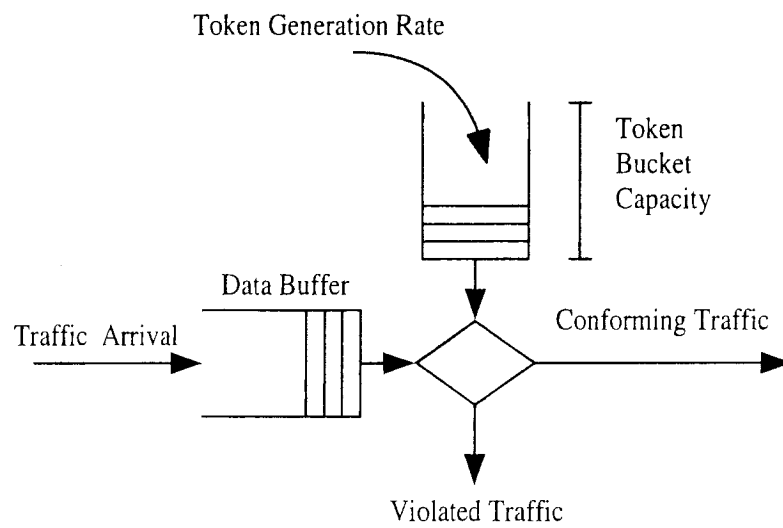 Token Generation Rate
Token
Bucket
Capacity
Data Buffer
Traffic Arrival
Conforming Traffic
Violated Traffic